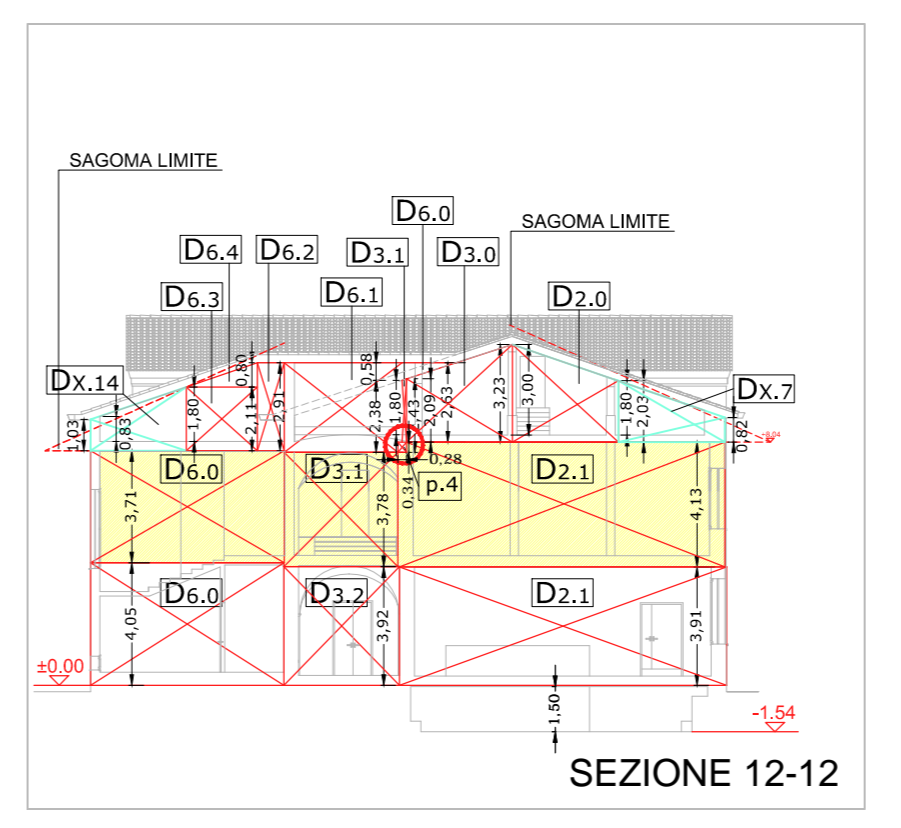 SAGOMA LIMITE
D6.0
SAGOMA LIMITE
D6.4
D6.2
D3.1
D3.0
D6.3
D6.1
D2.0
DX.14
DX.7
0,80
0,58
1,03
0,83
1,80
2,11
2,91
2,38
1,80
2,43
2,09
2,63
3,23
3,00
1,80
2,03
0,82
+8.04
D6.0
D3.1
0,28
D2.1
p.4
0,34
3,71
3,78
4,13
D6.0
D3.2
D2.1
4,05
3,92
3,91
±0.00
1,50
-1.54
SEZIONE 12-12